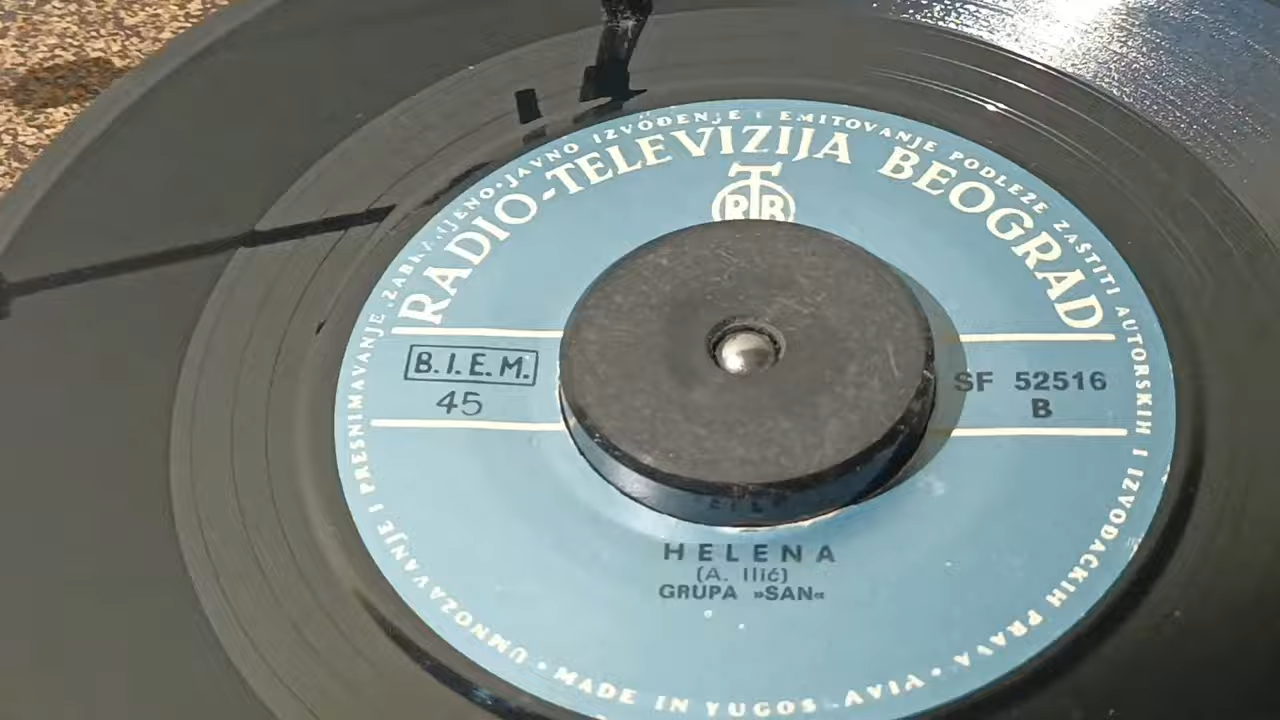 UMNOŽAVANJE I PRESNIMAVANJE ZABRANJENO • JAVNO IZVOĐENJE I EMITOVANJE PODLEŽE ZAŠTITI AUTORSKIH I IZVOĐAČKIH PRAVA •
RADIO-TELEVIZIJA BEOGRAD
RTB
B.I.E.M.
45
SF 52516
B
HELENA
(A. Ilić)
GRUPA »SAN«
MADE IN YUGOSLAVIA